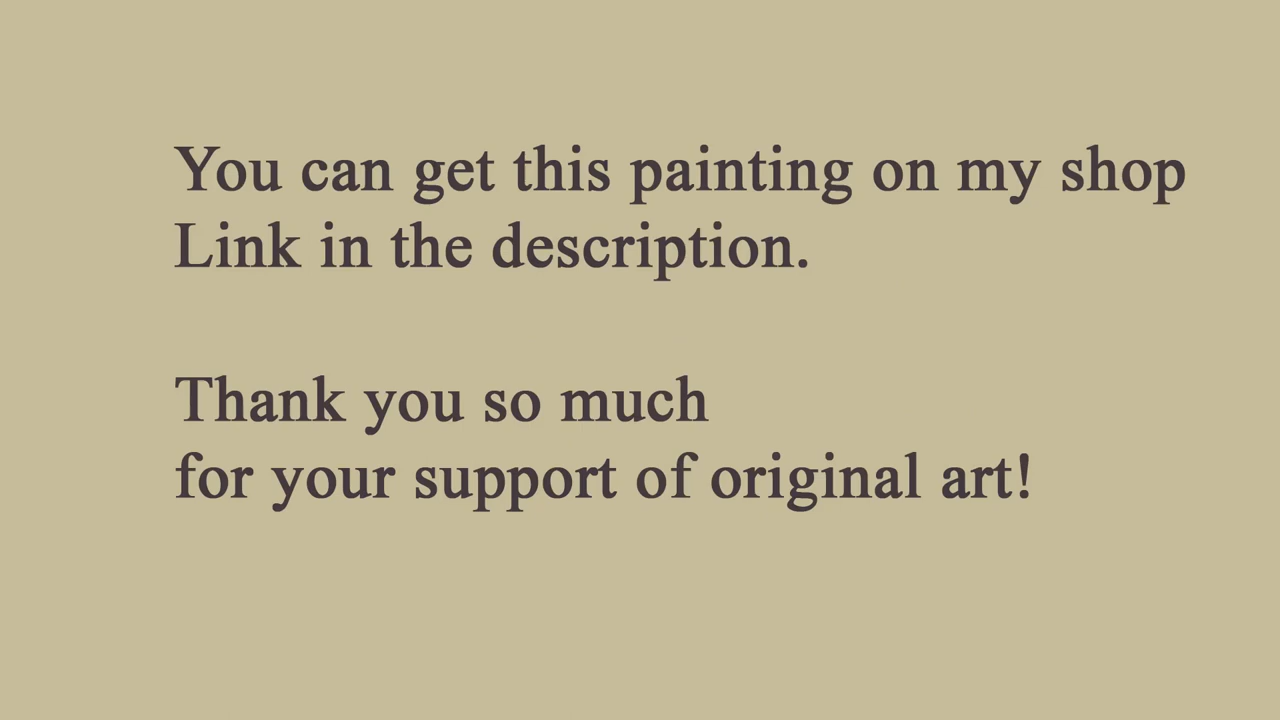 You can get this painting on my shop
Link in the description.
Thank you so much
for your support of original art!